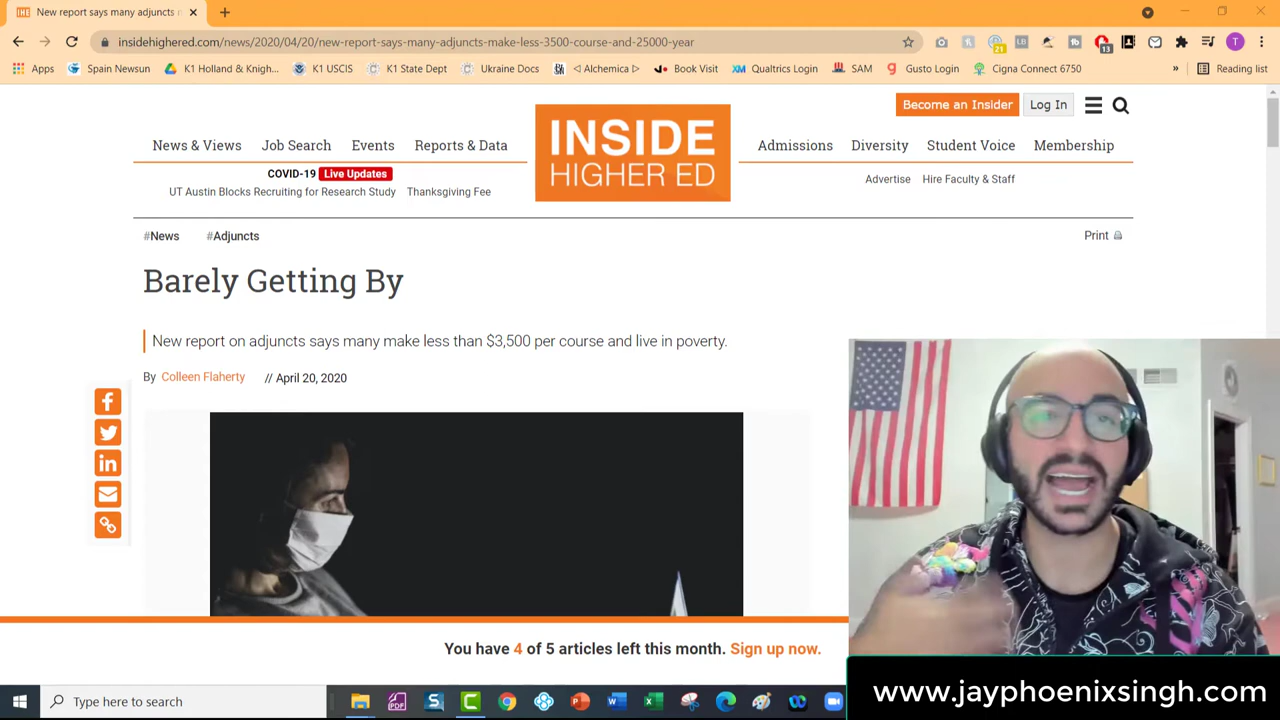 New report says many adjuncts m
insidehighered.com/news/2020/04/20/new-report-says-many-adjuncts-make-less-3500-course-and-25000-year
21
13
T
Apps
Spain Newsun
K1 Holland & Knigh...
K1 USCIS
K1 State Dept
Ukraine Docs
◁ Alchemica ▷
Book Visit
Qualtrics Login
SAM
Gusto Login
Cigna Connect 6750
»
Reading list
Become an Insider
Log In
News & Views
Job Search
Events
Reports & Data
INSIDE
HIGHER ED
Admissions
Diversity
Student Voice
Membership
COVID-19 Live Updates
UT Austin Blocks Recruiting for Research Study
Thanksgiving Fee
Advertise
Hire Faculty & Staff
#News
#Adjuncts
Print
Barely Getting By
New report on adjuncts says many make less than $3,500 per course and live in poverty.
By Colleen Flaherty // April 20, 2020
You have 4 of 5 articles left this month. Sign up now.
Type here to search
www.jayphoenixsingh.com